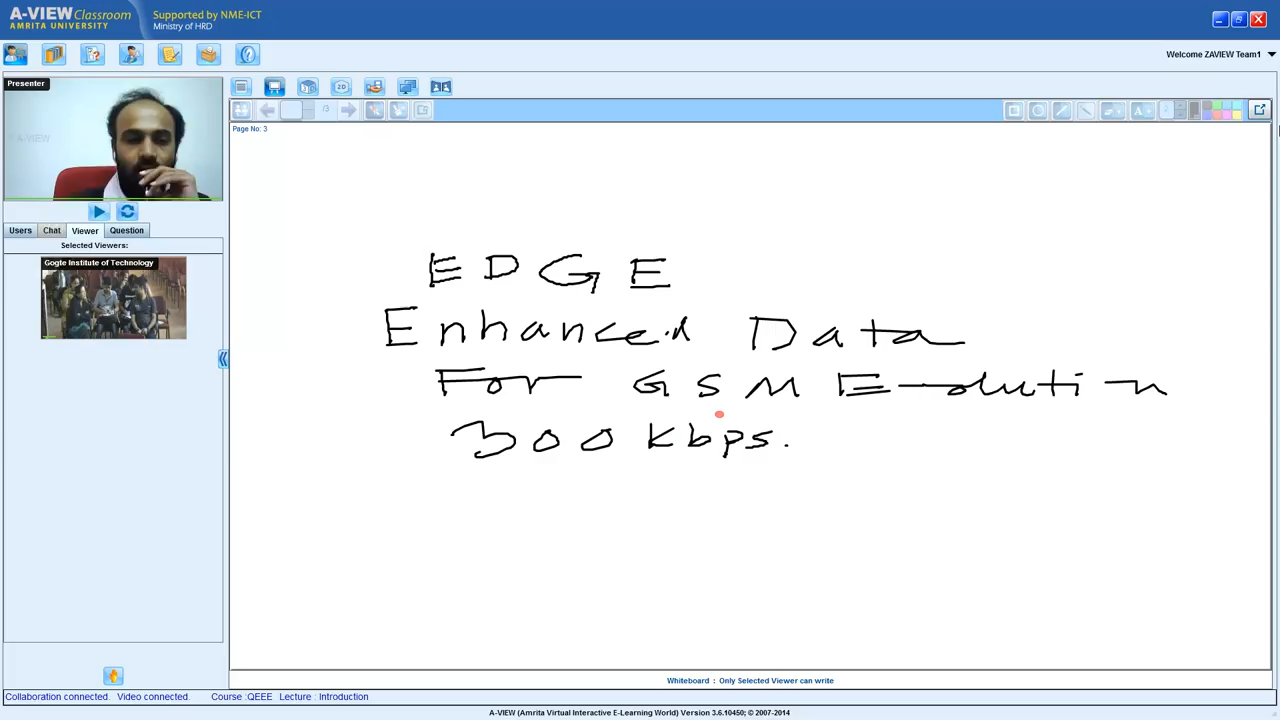 A-VIEW Classroom
AMRITA UNIVERSITY
Supported by NME-ICT
Ministry of HRD
Welcome ZAVIEW Team1
Presenter
A-VIEW
/3
Page No: 3
Users Chat Viewer Question
Selected Viewers:
Gogte Institute of Technology
EDGE
Enhanced Data
For GSM Evolution
300 kbps.
Whiteboard : Only Selected Viewer can write
Collaboration connected. Video connected. Course :QEEE Lecture : Introduction
A-VIEW (Amrita Virtual Interactive E-Learning World) Version 3.6.10450; © 2007-2014